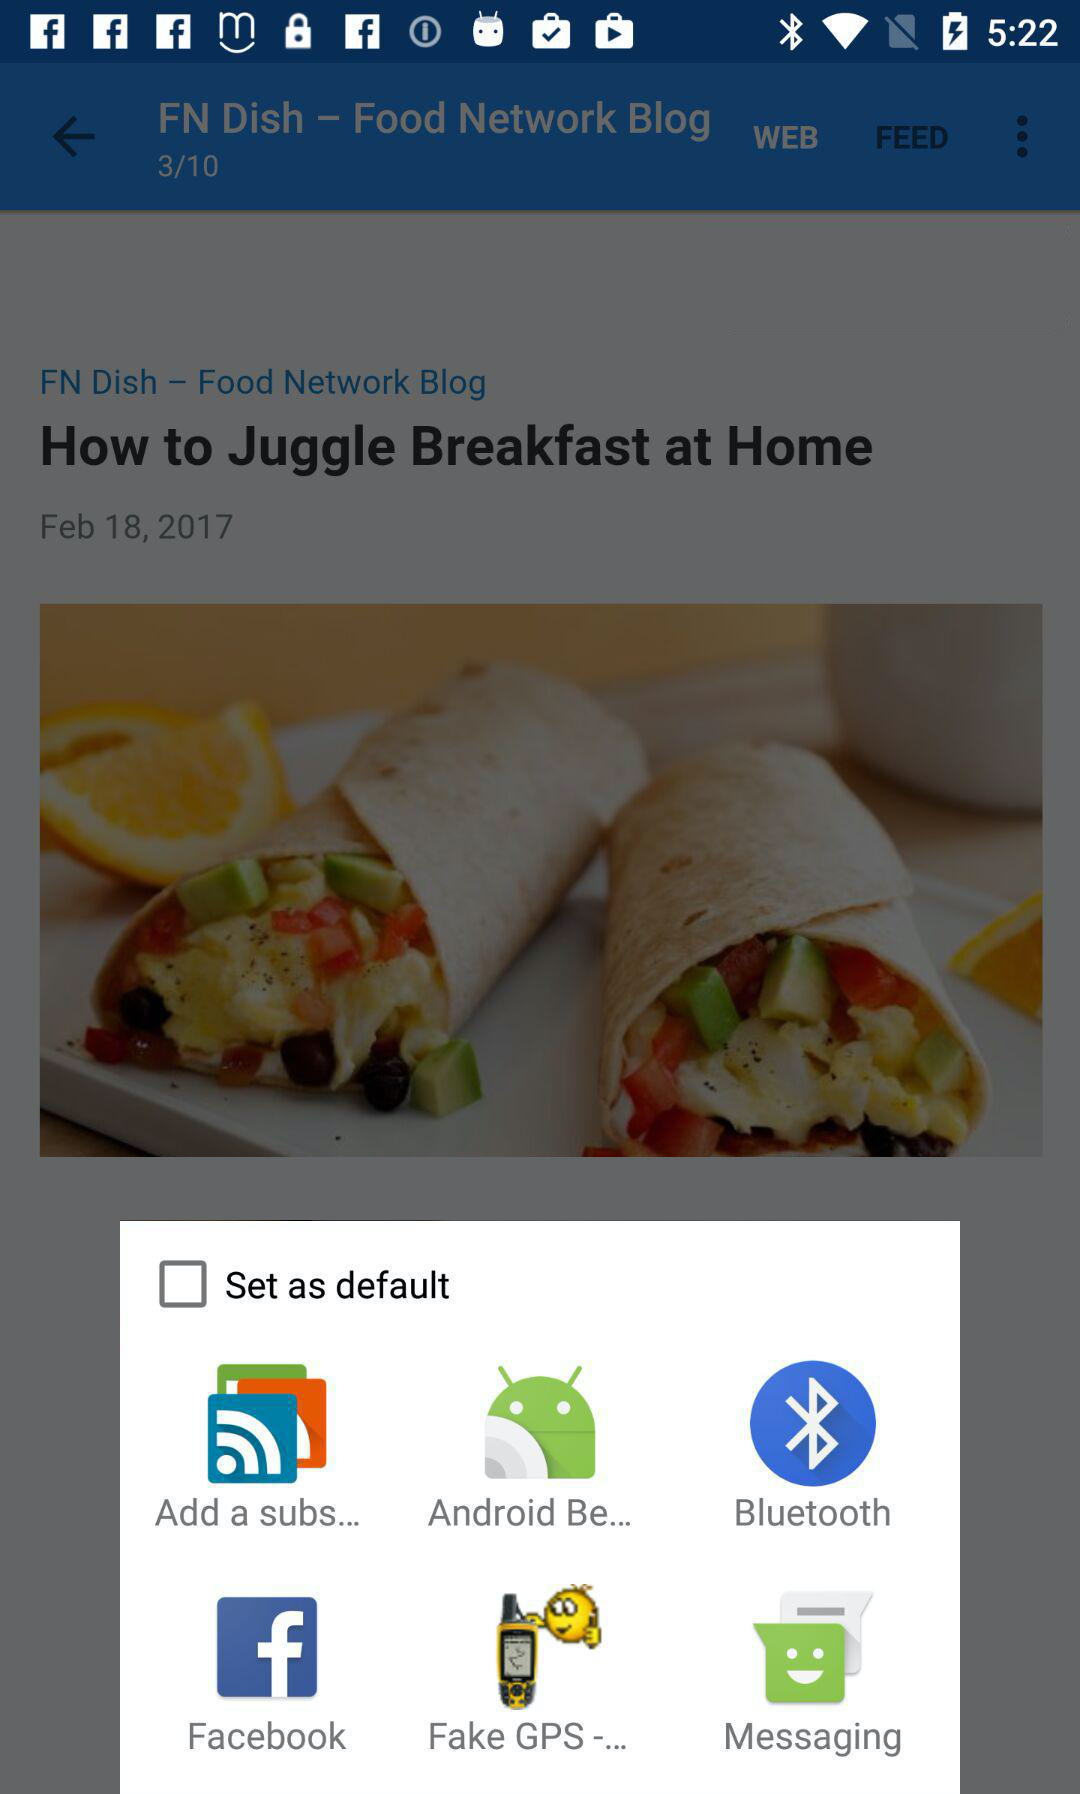 5:22
FN Dish – Food Network Blog
3/10
WEB
FEED
FN Dish – Food Network Blog
How to Juggle Breakfast at Home
Feb 18, 2017
Set as default
Add a subs...
Android Be...
Bluetooth
Facebook
Fake GPS -...
Messaging